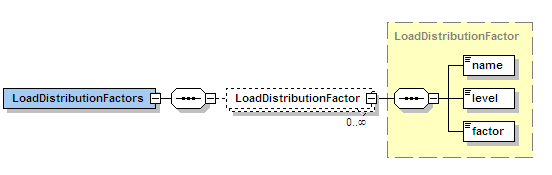 LoadDistributionFactor
name
LoadDistributionFactors
LoadDistributionFactor
level
0..∞
factor